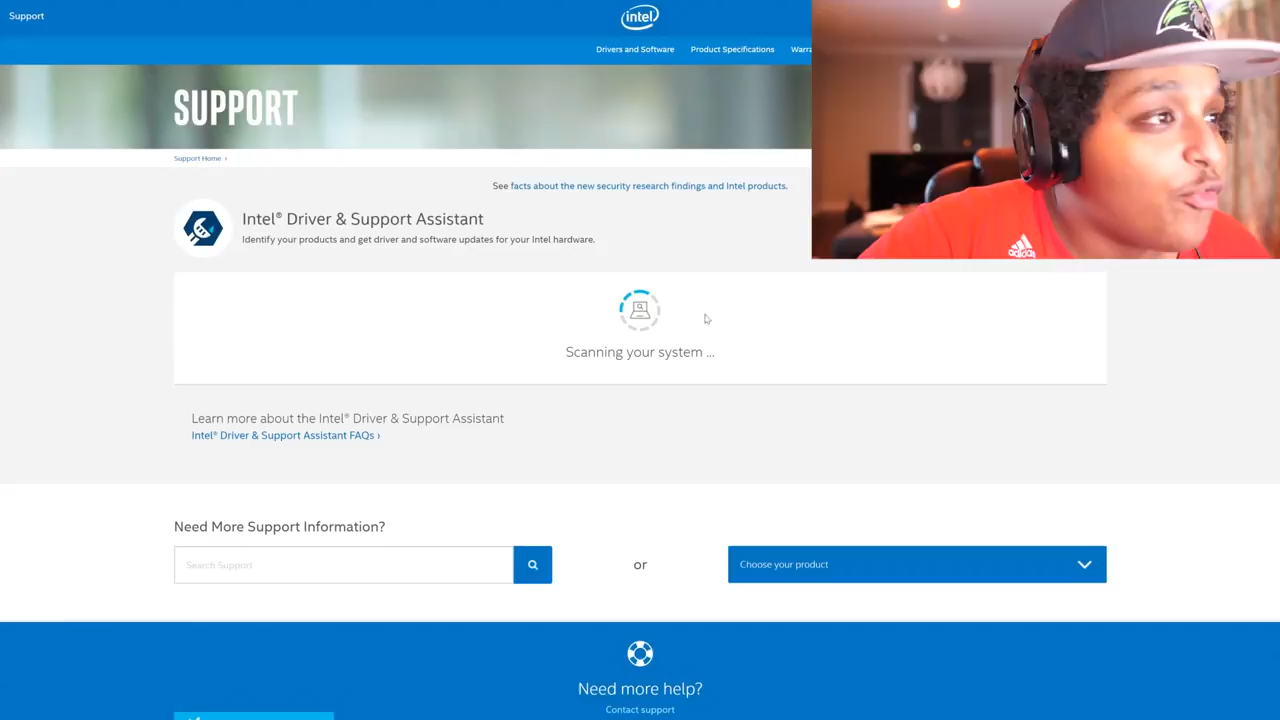 Support
intel
Drivers and Software
Product Specifications
SUPPORT
Support Home ›
See facts about the new security research findings and Intel products.
Intel® Driver & Support Assistant
Identify your products and get driver and software updates for your Intel hardware.
adidas
Scanning your system ...
Learn more about the Intel® Driver & Support Assistant
Intel® Driver & Support Assistant FAQs ›
Need More Support Information?
Search Support
or
Choose your product
Need more help?
Contact support